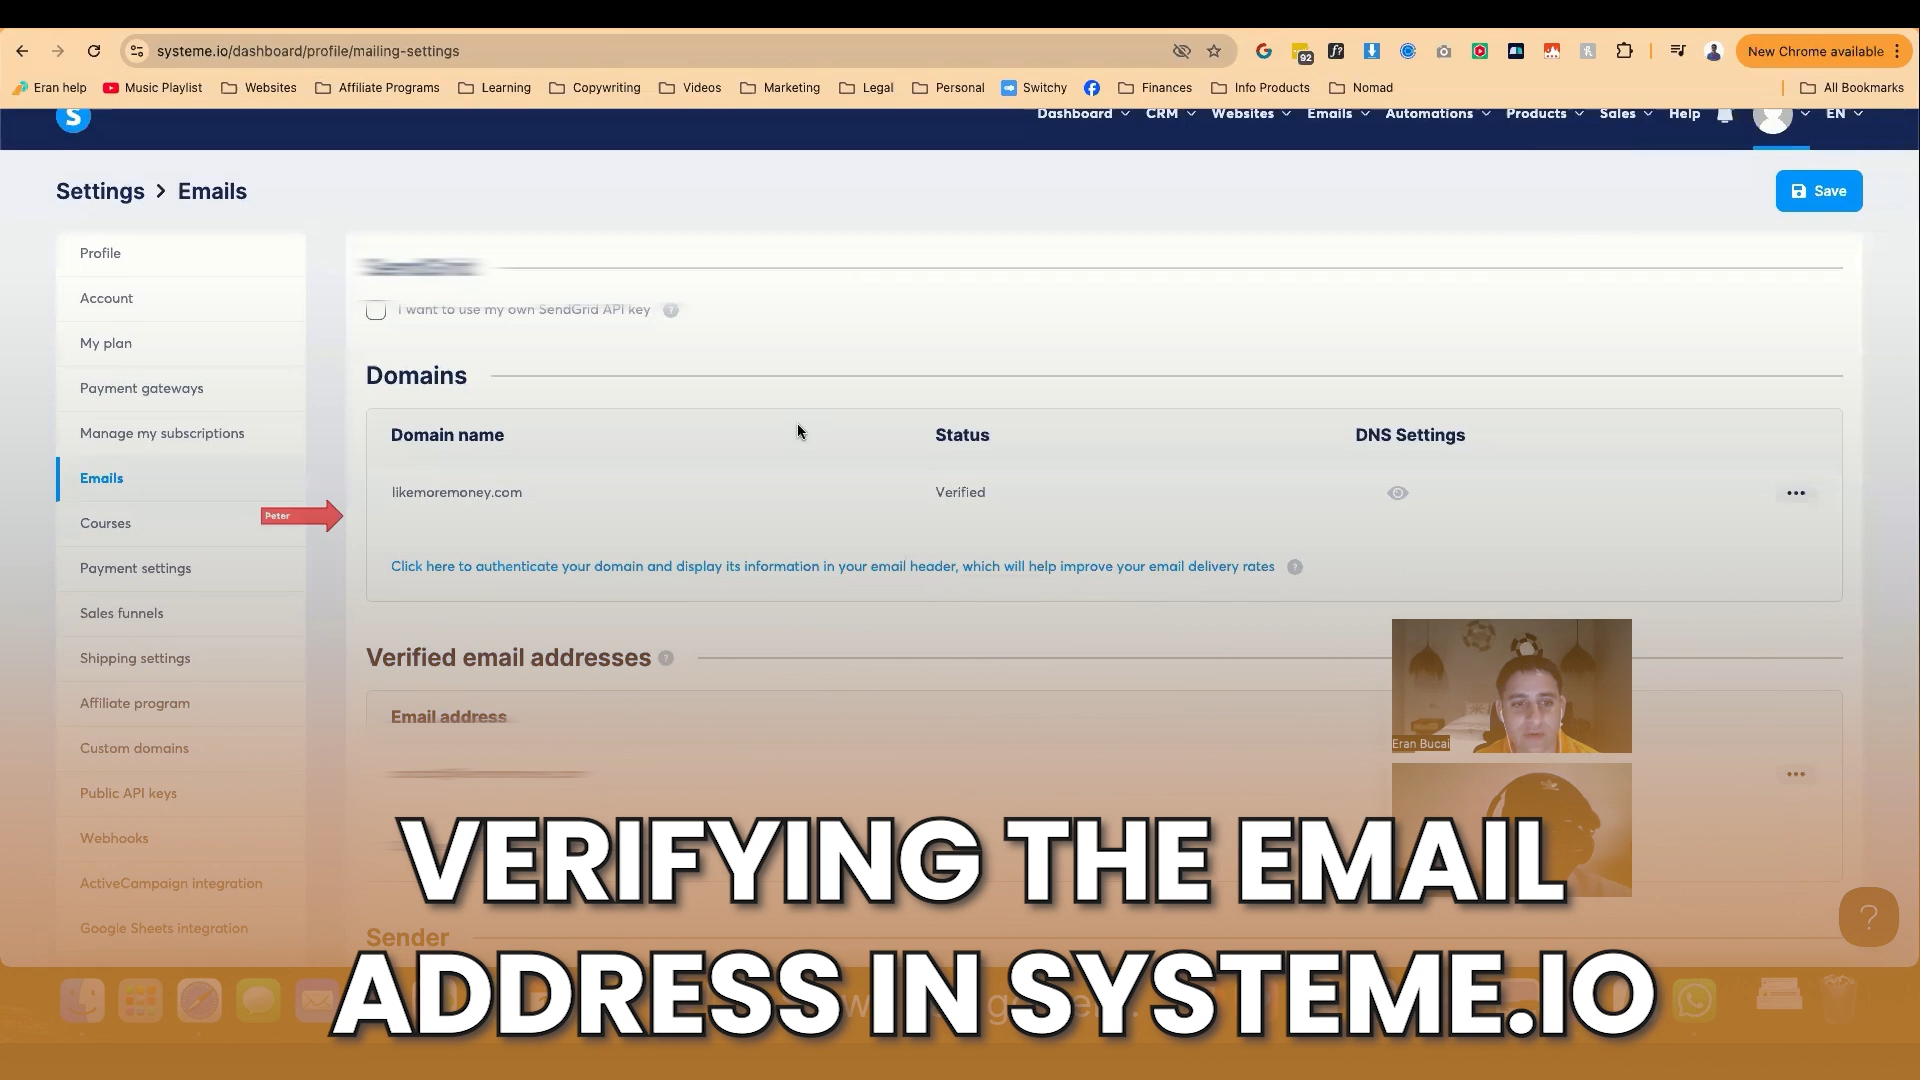 systeme.io/dashboard/profile/mailing-settings
92
New Chrome available
Eran help
Music Playlist
Websites
Affiliate Programs
Learning
Copywriting
Videos
Marketing
Legal
Personal
Switchy
Finances
Info Products
Nomad
All Bookmarks
S
Dashboard
CRM
Websites
Emails
Automations
Products
Sales
Help
EN
Settings > Emails
Save
Profile
Account
My plan
Payment gateways
Manage my subscriptions
Emails
Courses
Payment settings
Sales funnels
Shipping settings
Affiliate program
Custom domains
Public API keys
Webhooks
ActiveCampaign integration
Google Sheets integration
Peter
I want to use my own SendGrid API key ?
Domains
Domain name
Status
DNS Settings
likemoremoney.com
Verified
Click here to authenticate your domain and display its information in your email header, which will help improve your email delivery rates ?
Verified email addresses ?
Email address
Eran Bucai
Sender
?
VERIFYING THE EMAIL
ADDRESS IN SYSTEME.IO